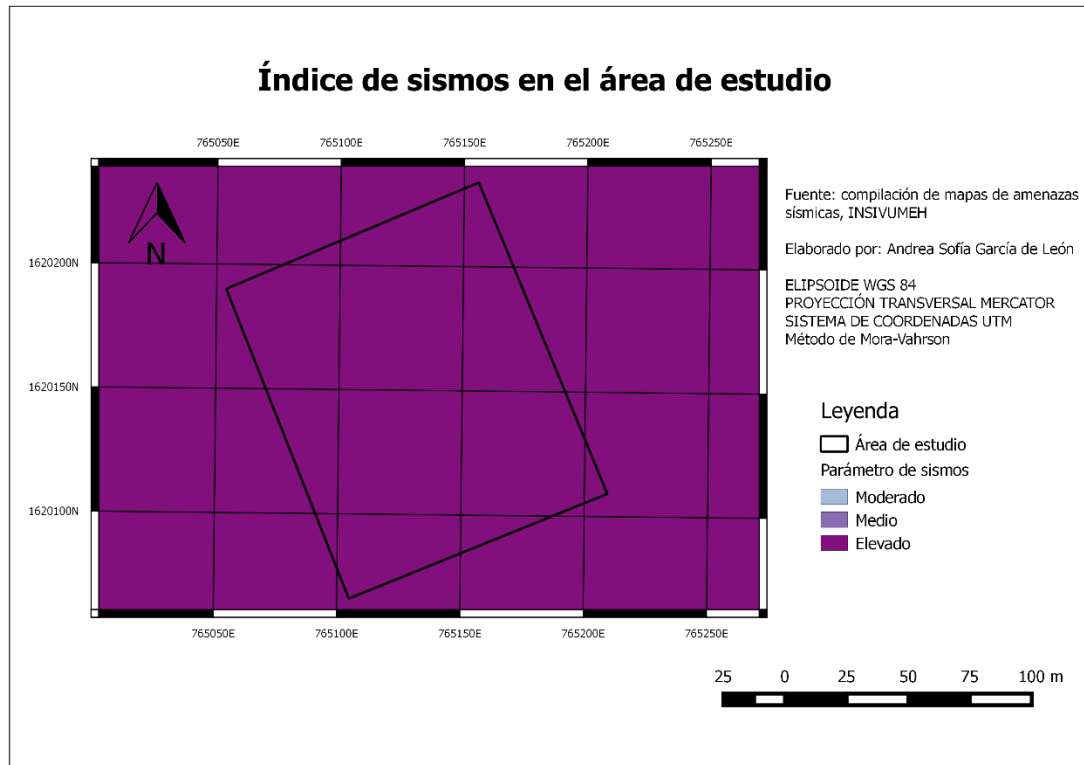 Índice de sismos en el área de estudio
765050E 765100E 765150E 765200E 765250E
N
1620200N
1620150N
1620100N
765050E 765100E 765150E 765200E 765250E
Fuente: compilación de mapas de amenazas
sísmicas, INSIVUMEH
Elaborado por: Andrea Sofía García de León
ELIPSOIDE WGS 84
PROYECCIÓN TRANSVERSAL MERCATOR
SISTEMA DE COORDENADAS UTM
Método de Mora-Vahrson
Leyenda
Área de estudio
Parámetro de sismos
Moderado
Medio
Elevado
25 0 25 50 75 100 m